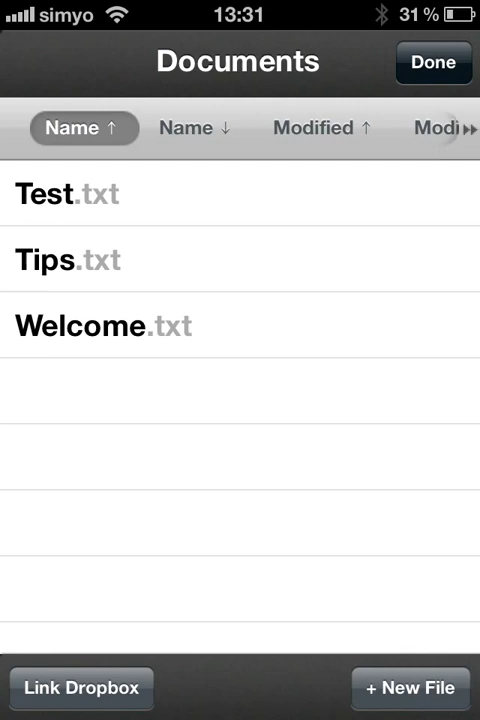 simyo 13:31 31 %
Documents Done
Name ↑ Name ↓ Modified ↑ Modi
Test.txt
Tips.txt
Welcome.txt
Link Dropbox + New File